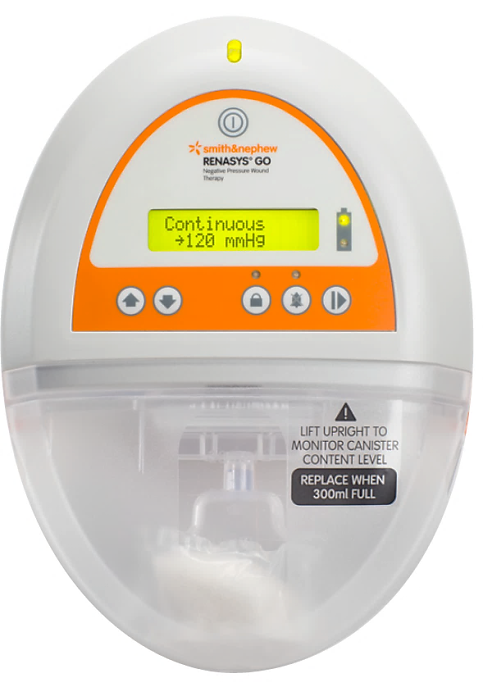 smith&nephew
RENASYS® GO
Negative Pressure Wound
Therapy
Continuous
→120 mmHg
LIFT UPRIGHT TO
MONITOR CANISTER
CONTENT LEVEL
REPLACE WHEN
300ml FULL